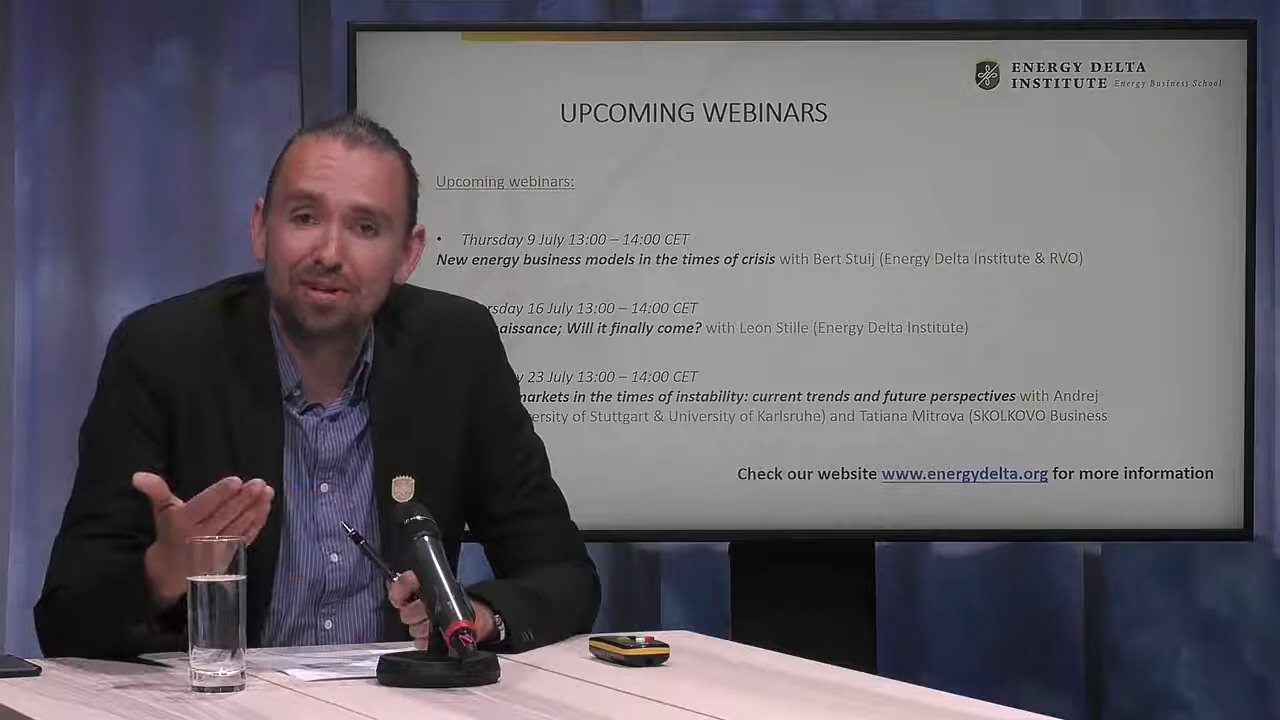 ENERGY DELTA
INSTITUTE Energy Business School
UPCOMING WEBINARS
Upcoming webinars:
• Thursday 9 July 13:00 – 14:00 CET
New energy business models in the times of crisis with Bert Stuij (Energy Delta Institute & RVO)
16 July 13:00 – 14:00 CET
Will it finally come? with Leon Stille (Energy Delta Institute)
23 July 13:00 – 14:00 CET
markets in the times of instability: current trends and future perspectives with Andrej
of Stuttgart & University of Karlsruhe) and Tatiana Mitrova (SKOLKOVO Business
Check our website www.energydelta.org for more information